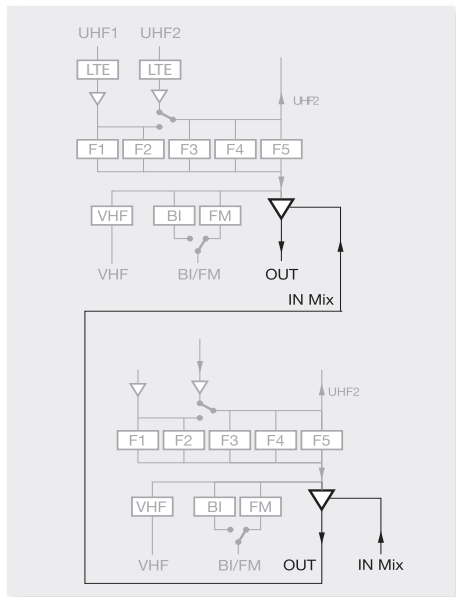 UHF1 UHF2
LTE LTE
UHF2
F1 F2 F3 F4 F5
VHF BI FM
VHF BI/FM OUT
IN Mix
UHF2
F1 F2 F3 F4 F5
VHF BI FM
VHF BI/FM OUT IN Mix